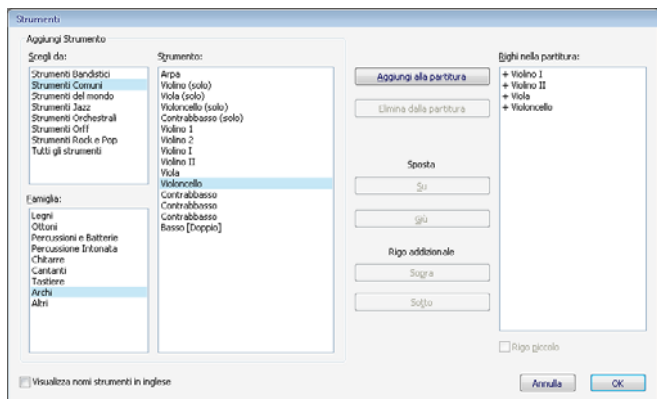 Strumenti
Aggiungi Strumento
Scegli da:
Strumenti Bandistici
Strumenti Comuni
Strumenti del mondo
Strumenti Jazz
Strumenti Orchestrali
Strumenti Orff
Strumenti Rock e Pop
Tutti gli strumenti
Famiglia:
Legni
Ottoni
Percussioni e Batterie
Percussione Intonata
Chitarre
Cantanti
Tastiere
Archi
Altri
Strumento:
Arpa
Violino (solo)
Viola (solo)
Violoncello (solo)
Contrabbasso (solo)
Violino 1
Violino 2
Violino I
Violino II
Viola
Violoncello
Contrabbasso
Contrabbasso
Contrabbasso
Basso [Doppio]
Aggiungi alla partitura
Elimina dalla partitura
Sposta
Su
Giù
Rigo addizionale
Sopra
Sotto
Righi nella partitura:
+ Violino I
+ Violino II
+ Viola
+ Violoncello
Rigo piccolo
Visualizza nomi strumenti in inglese
Annulla
OK